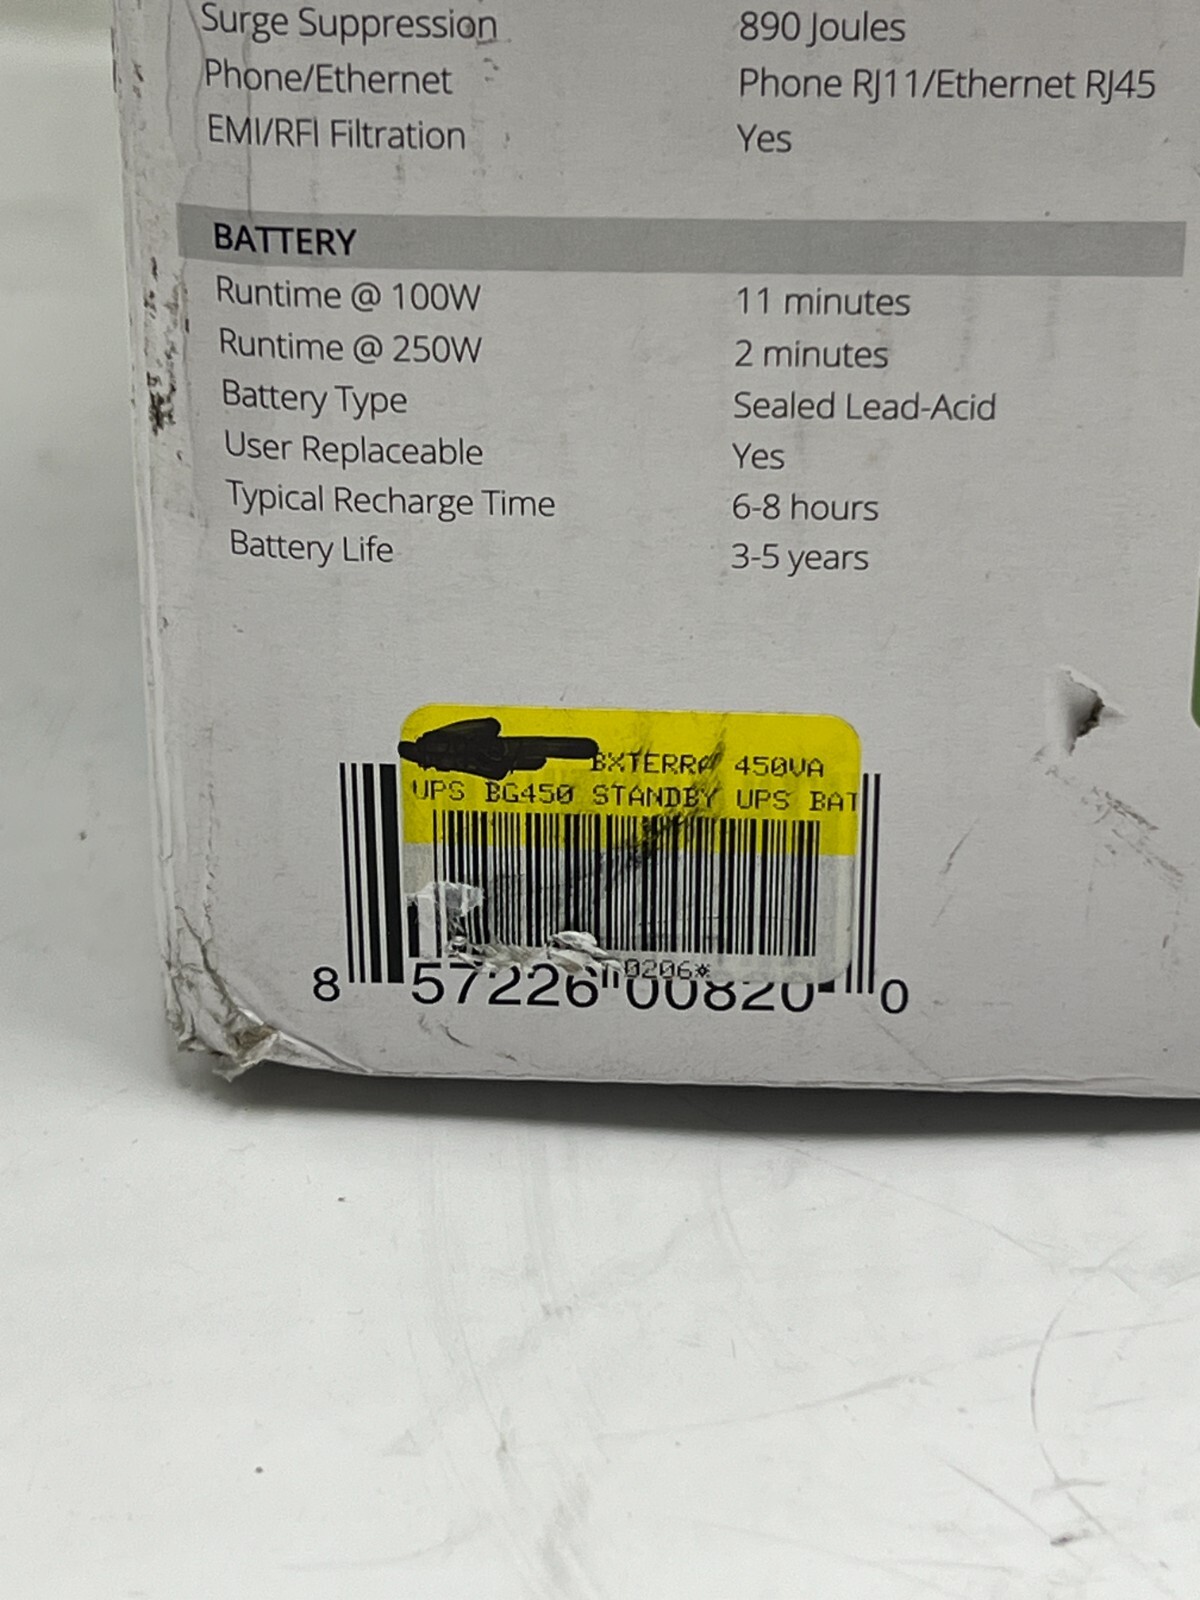 Surge Suppression 890 Joules
Phone/Ethernet Phone RJ11/Ethernet RJ45
EMI/RFI Filtration Yes
BATTERY
Runtime @ 100W 11 minutes
Runtime @ 250W 2 minutes
Battery Type Sealed Lead-Acid
User Replaceable Yes
Typical Recharge Time 6-8 hours
Battery Life 3-5 years
BXTERRA 450VA
UPS BG450 STANDBY UPS BAT
0206*
8 57226 00820 0